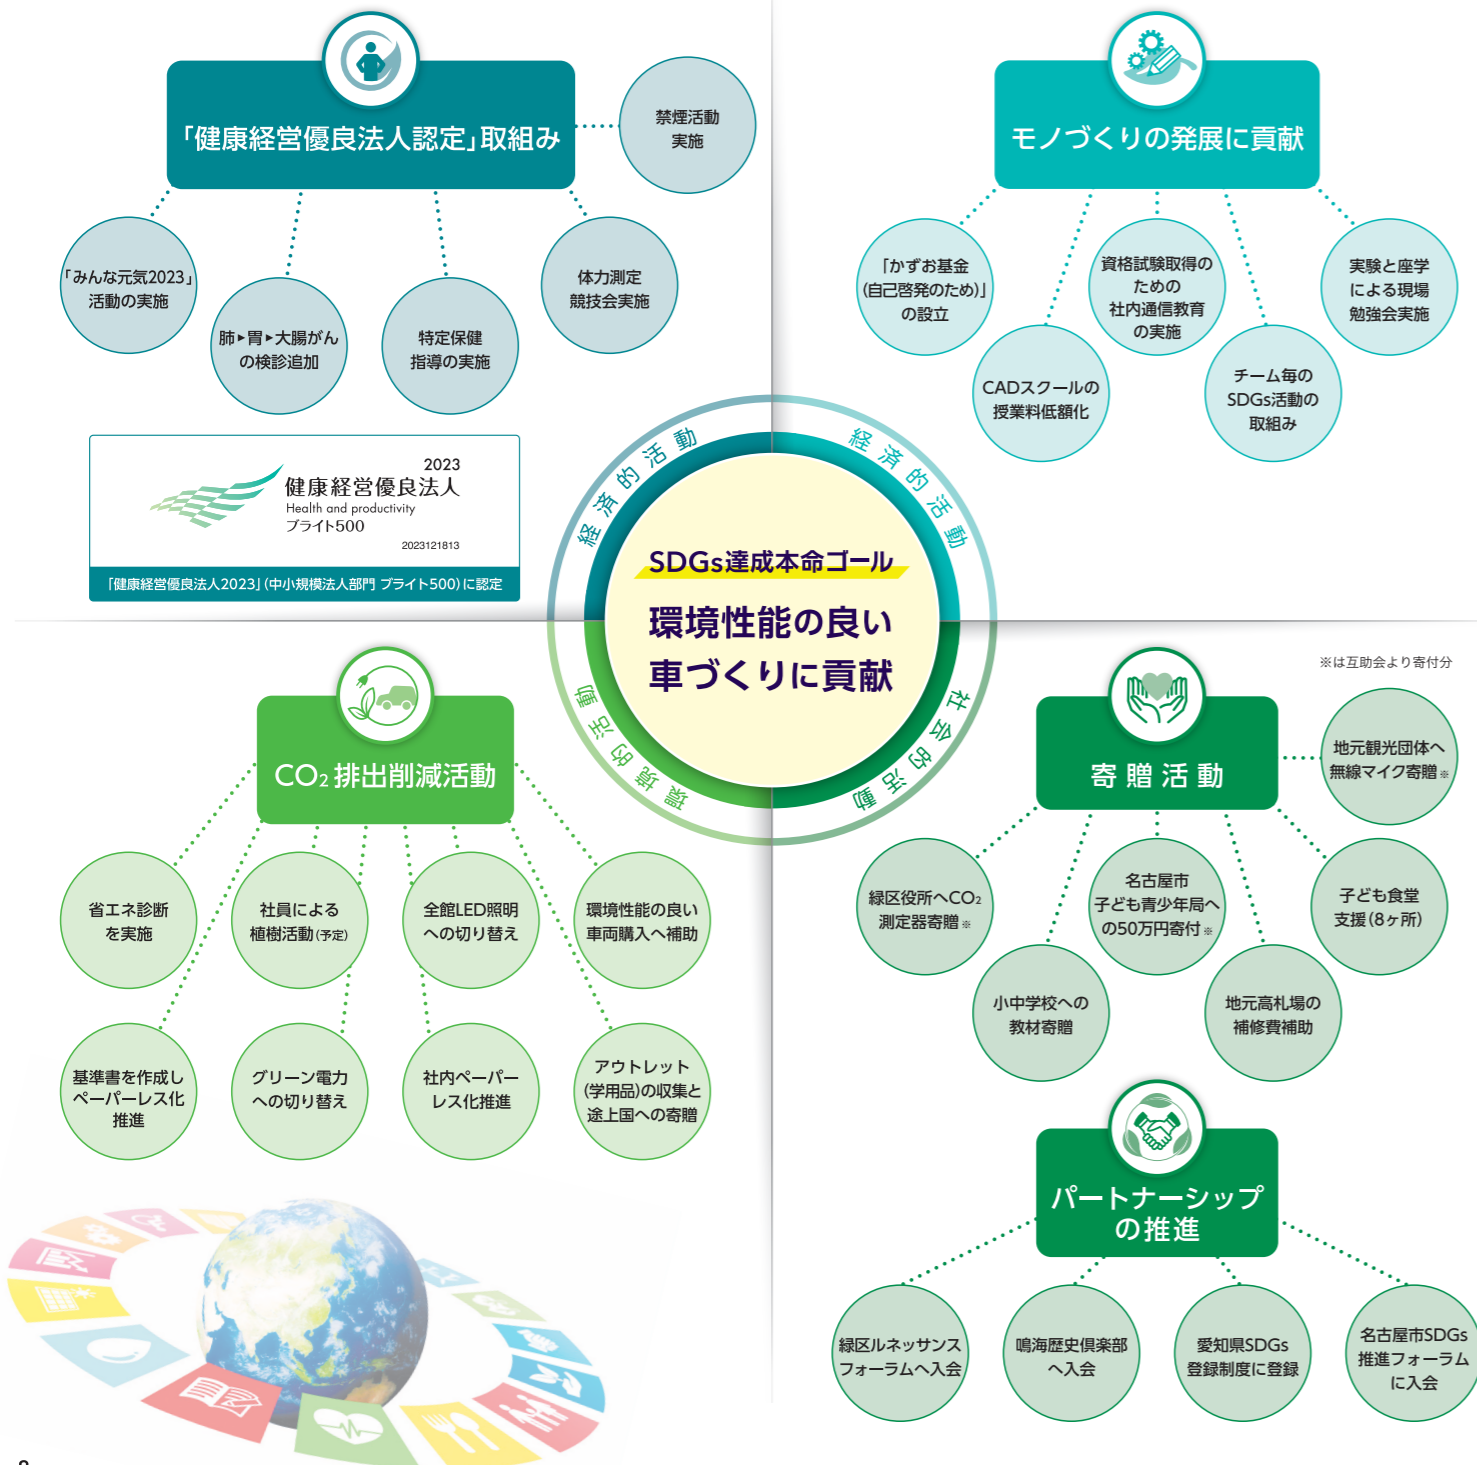 「健康経営優良法人認定」取組み
禁煙活動
実施
「みんな元気2023」
活動の実施
肺▶胃▶大腸がん
の検診追加
特定保健
指導の実施
体力測定
競技会実施
2023
健康経営優良法人
Health and productivity
ブライト500
2023121813
「健康経営優良法人2023」(中小規模法人部門 ブライト500)に認定
モノづくりの発展に貢献
「かずお基金
(自己啓発のため)」
の設立
CADスクールの
授業料低額化
資格試験取得の
ための
社内通信教育
の実施
チーム毎の
SDGs活動の
取組み
実験と座学
による現場
勉強会実施
経済的活動
経済的活動
SDGs達成本命ゴール
環境性能の良い
車づくりに貢献
環境的活動
社会的活動
CO₂排出削減活動
省エネ診断
を実施
社員による
植樹活動(予定)
全館LED照明
への切り替え
環境性能の良い
車両購入へ補助
基準書を作成し
ペーパーレス化
推進
グリーン電力
への切り替え
社内ペーパー
レス化推進
アウトレット
(学用品)の収集と
途上国への寄贈
※は互助会より寄付分
寄贈活動
地元観光団体へ
無線マイク寄贈※
緑区役所へCO₂
測定器寄贈※
小中学校への
教材寄贈
名古屋市
子ども青少年局へ
の50万円寄付※
地元高札場の
補修費補助
子ども食堂
支援(8ヶ所)
パートナーシップ
の推進
緑区ルネッサンス
フォーラムへ入会
鳴海歴史倶楽部
へ入会
愛知県SDGs
登録制度に登録
名古屋市SDGs
推進フォーラム
に入会